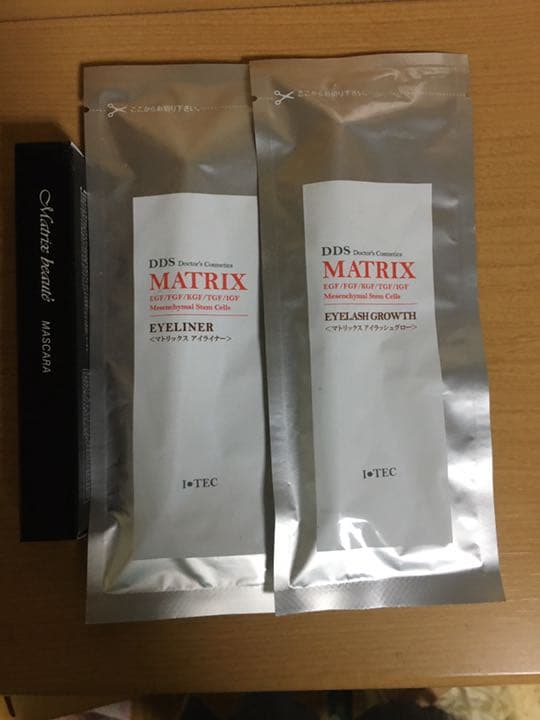 Matrix beauté
MASCARA
ここからお切り下さい。
DDS Doctor's Cosmetics
MATRIX
EGF/FGF/KGF/TGF/IGF
Mesenchymal Stem Cells
EYELINER
<マトリックス アイライナー>
I●TEC
ここからお切り下さい。
DDS Doctor's Cosmetics
MATRIX
EGF/FGF/KGF/TGF/IGF
Mesenchymal Stem Cells
EYELASH GROWTH
<マトリックス アイラッシュグロー>
I●TEC